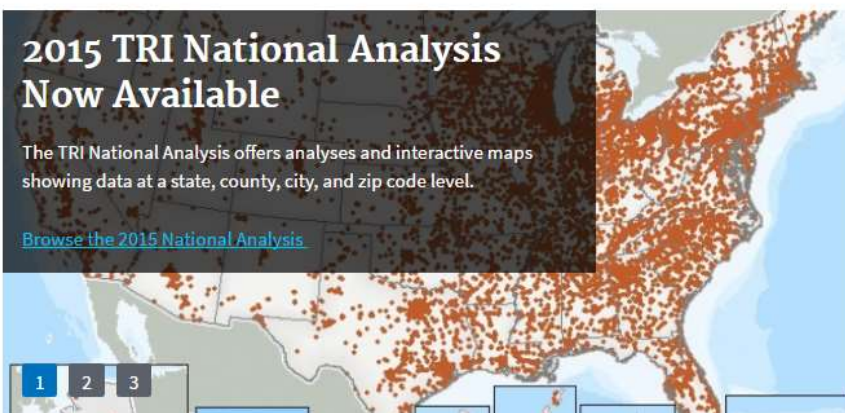 2015 TRI National Analysis
Now Available
The TRI National Analysis offers analyses and interactive maps
showing data at a state, county, city, and zip code level.
Browse the 2015 National Analysis
1 2 3